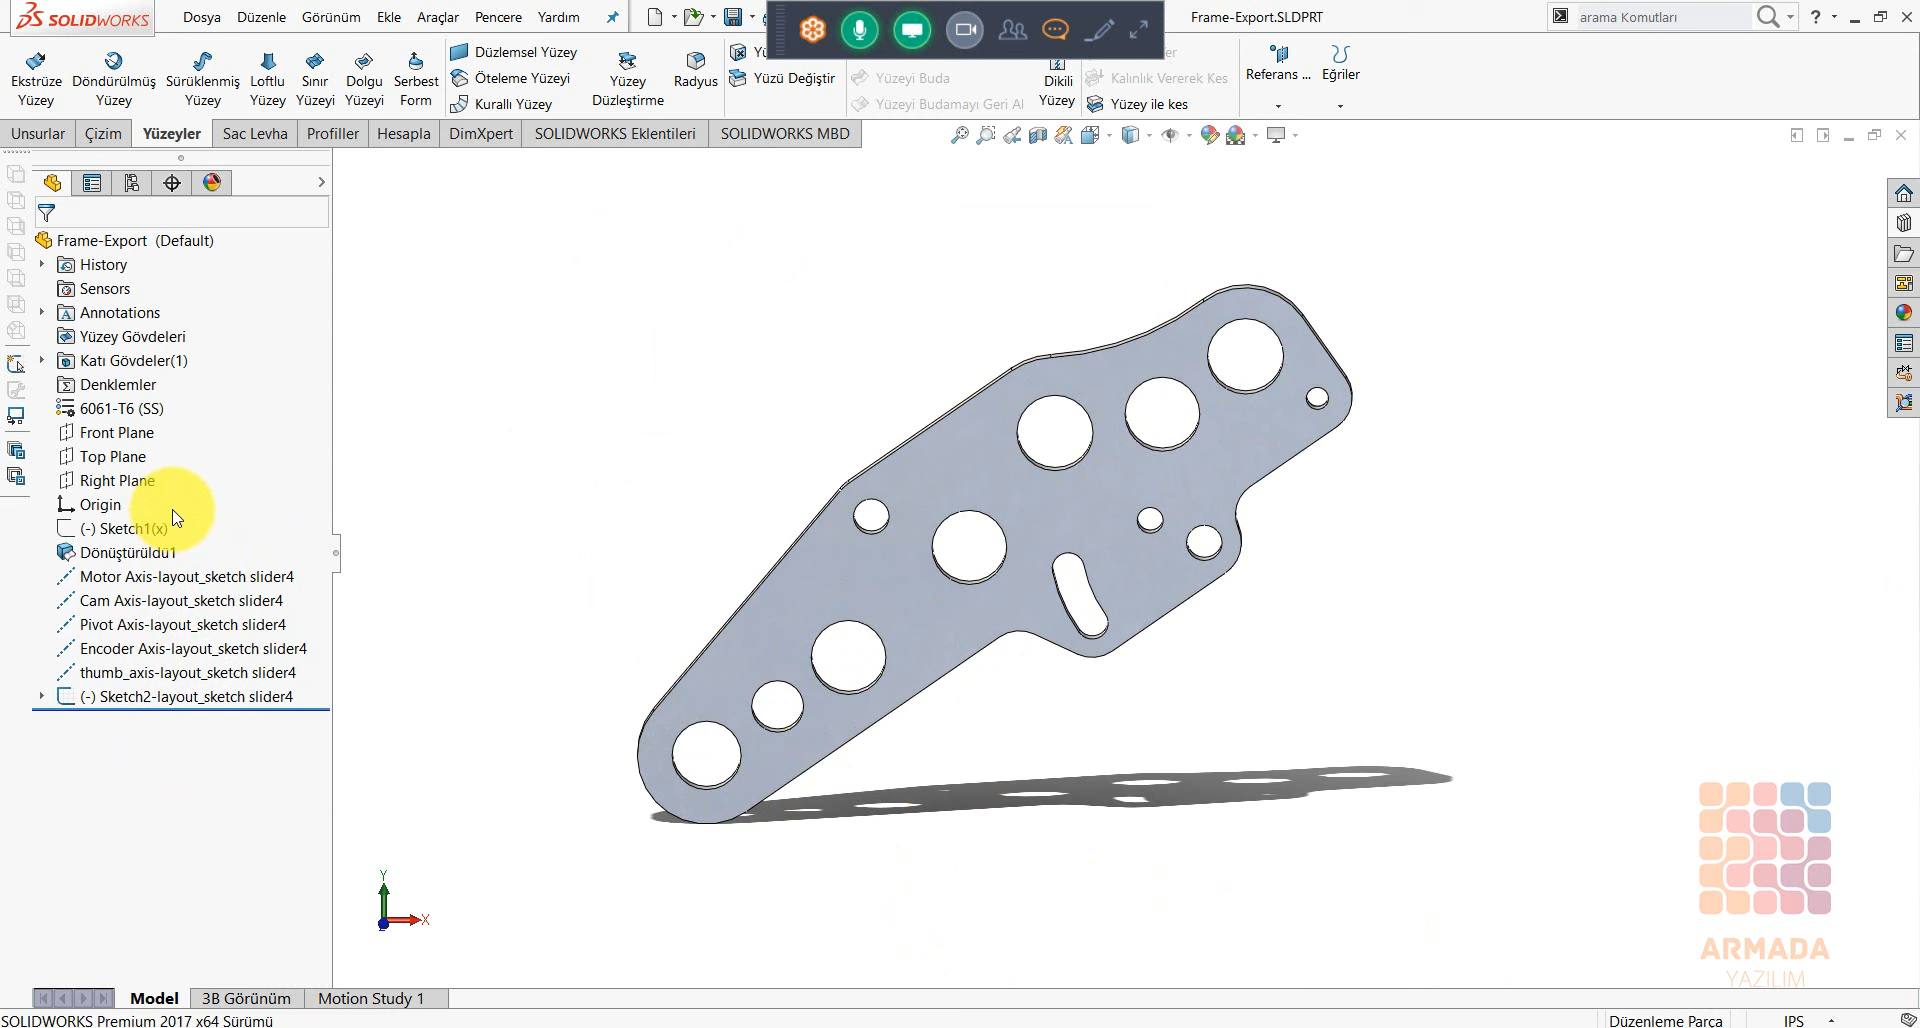 SOLIDWORKS
Dosya Düzenle Görünüm Ekle Araçlar Pencere Yardım
Frame-Export.SLDPRT
arama Komutları
?
Ekstrüze Yüzey
Döndürülmüş Yüzey
Sürüklenmiş Yüzey
Loftlu Yüzey
Sınır Yüzeyi
Dolgu Yüzeyi
Serbest Form
Düzlemsel Yüzey
Öteleme Yüzeyi
Kurallı Yüzey
Yüzey Düzleştirme
Radyus
Yüzü Değiştir
Yüzeyi Buda
Yüzeyi Budamayı Geri Al
Dikili Yüzey
Kalınlık Vererek Kes
Yüzey ile kes
Referans ...
Eğriler
Unsurlar Çizim Yüzeyler Sac Levha Profiller Hesapla DimXpert SOLIDWORKS Eklentileri SOLIDWORKS MBD
Frame-Export (Default)
History
Sensors
Annotations
Yüzey Gövdeleri
Katı Gövdeler(1)
Denklemler
6061-T6 (SS)
Front Plane
Top Plane
Right Plane
Origin
(-) Sketch1(x)
Dönüştürüldü1
Motor Axis-layout_sketch slider4
Cam Axis-layout_sketch slider4
Pivot Axis-layout_sketch slider4
Encoder Axis-layout_sketch slider4
thumb_axis-layout_sketch slider4
(-) Sketch2-layout_sketch slider4
Y
X
ARMADA
YAZILIM
Model 3B Görünüm Motion Study 1
SOLIDWORKS Premium 2017 x64 Sürümü
Düzenleme Parça
IPS